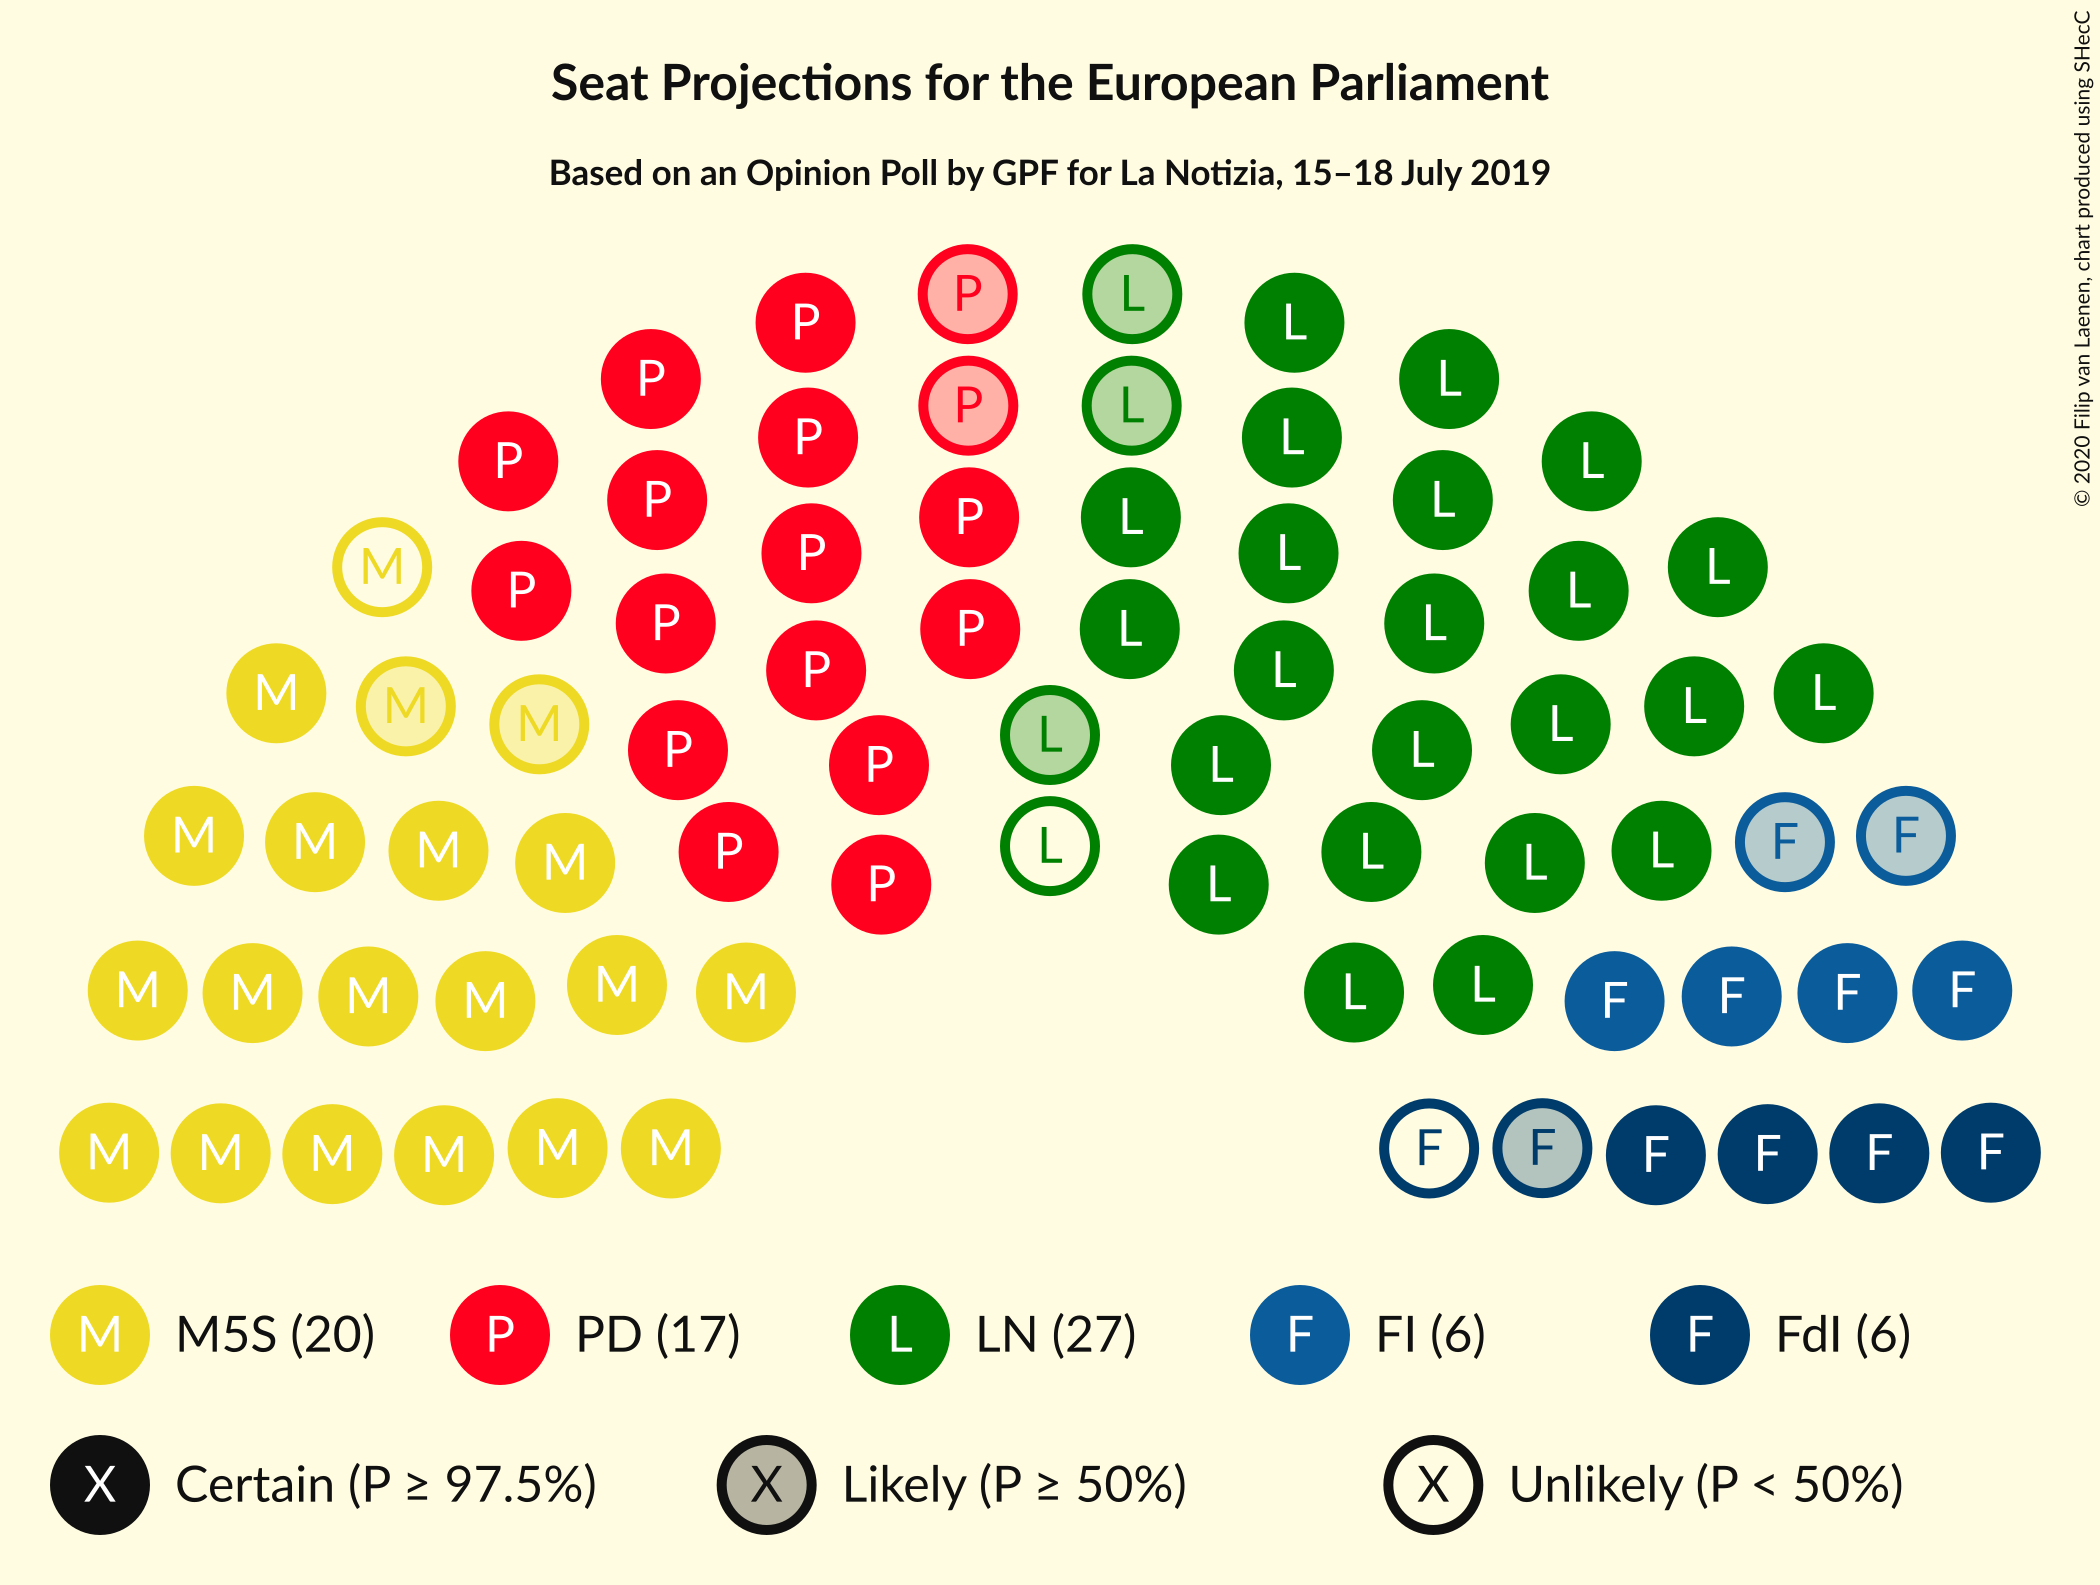 Seat Projections for the European Parliament
Based on an Opinion Poll by GPF for La Notizia, 15–18 July 2019
© 2020 Filip van Laenen, chart produced using SHecC
P L
P L
P L
P L
P L
P L
P L
P L
P L
M L
P L
P L
P L
P L
P L
M L
M L
M L
L
P L
P L
M F
M F
L
P L
M L
M L
P L
M F
M F
M F
M F
M L
M L
M F
M F
M F
M F
M F
M F
M F
M F
M M5S (20) P PD (17) L LN (27) F FI (6) F FdI (6)
X Certain (P ≥ 97.5%) X Likely (P ≥ 50%) X Unlikely (P < 50%)